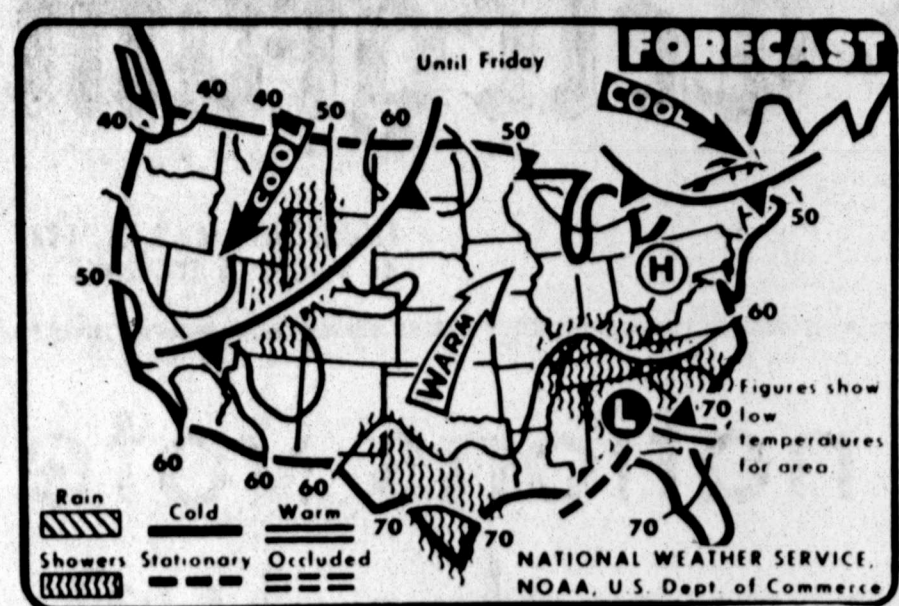 FORECAST
Until Friday
COOL
40
40
40
50
60
50
COOL
50
50
H
60
WARM
L
70
Figures show
low
temperatures
for area.
60
60
60
70
70
70
Rain
Cold
Warm
Showers
Stationary
Occluded
NATIONAL WEATHER SERVICE,
NOAA, U.S. Dept. of Commerce